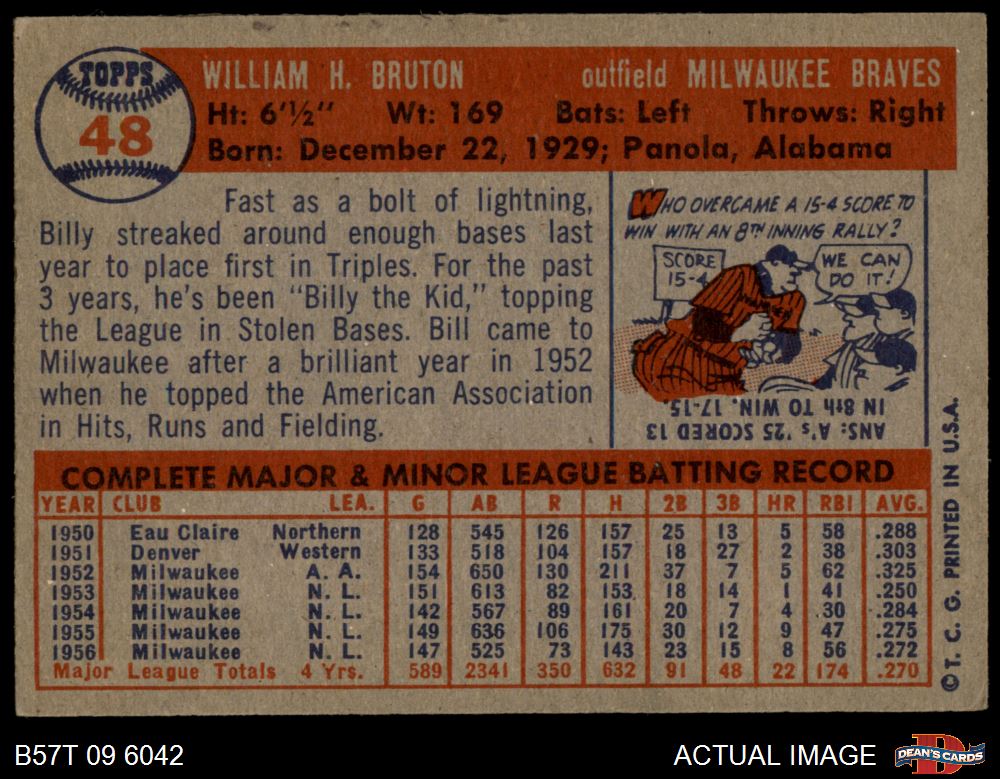 TOPPS
48
WILLIAM H. BRUTON outfield MILWAUKEE BRAVES
Ht: 6'½" Wt: 169 Bats: Left Throws: Right
Born: December 22, 1929; Panola, Alabama
Fast as a bolt of lightning,
Billy streaked around enough bases last
year to place first in Triples. For the past
3 years, he's been "Billy the Kid," topping
the League in Stolen Bases. Bill came to
Milwaukee after a brilliant year in 1952
when he topped the American Association
in Hits, Runs and Fielding.
WHO OVERCAME A 15-4 SCORE TO
WIN WITH AN 8TH INNING RALLY?
SCORE
15-4
WE CAN
DO IT!
ANS: A's, '25 SCORED 13
IN 8th TO WIN, 17-15.
COMPLETE MAJOR & MINOR LEAGUE BATTING RECORD
YEAR CLUB LEA. G AB R H 2B 3B HR RBI AVG.
1950 Eau Claire Northern 128 545 126 157 25 13 5 58 .288
1951 Denver Western 133 518 104 157 18 27 2 38 .303
1952 Milwaukee A. A. 154 650 130 211 37 7 5 62 .325
1953 Milwaukee N. L. 151 613 82 153 18 14 1 41 .250
1954 Milwaukee N. L. 142 567 89 161 20 7 4 30 .284
1955 Milwaukee N. L. 149 636 106 175 30 12 9 47 .275
1956 Milwaukee N. L. 147 525 73 143 23 15 8 56 .272
Major League Totals 4 Yrs. 589 2341 350 632 91 48 22 174 .270
© T. C. G. PRINTED IN U.S.A.
B57T 09 6042
ACTUAL IMAGE
DEAN'S CARDS